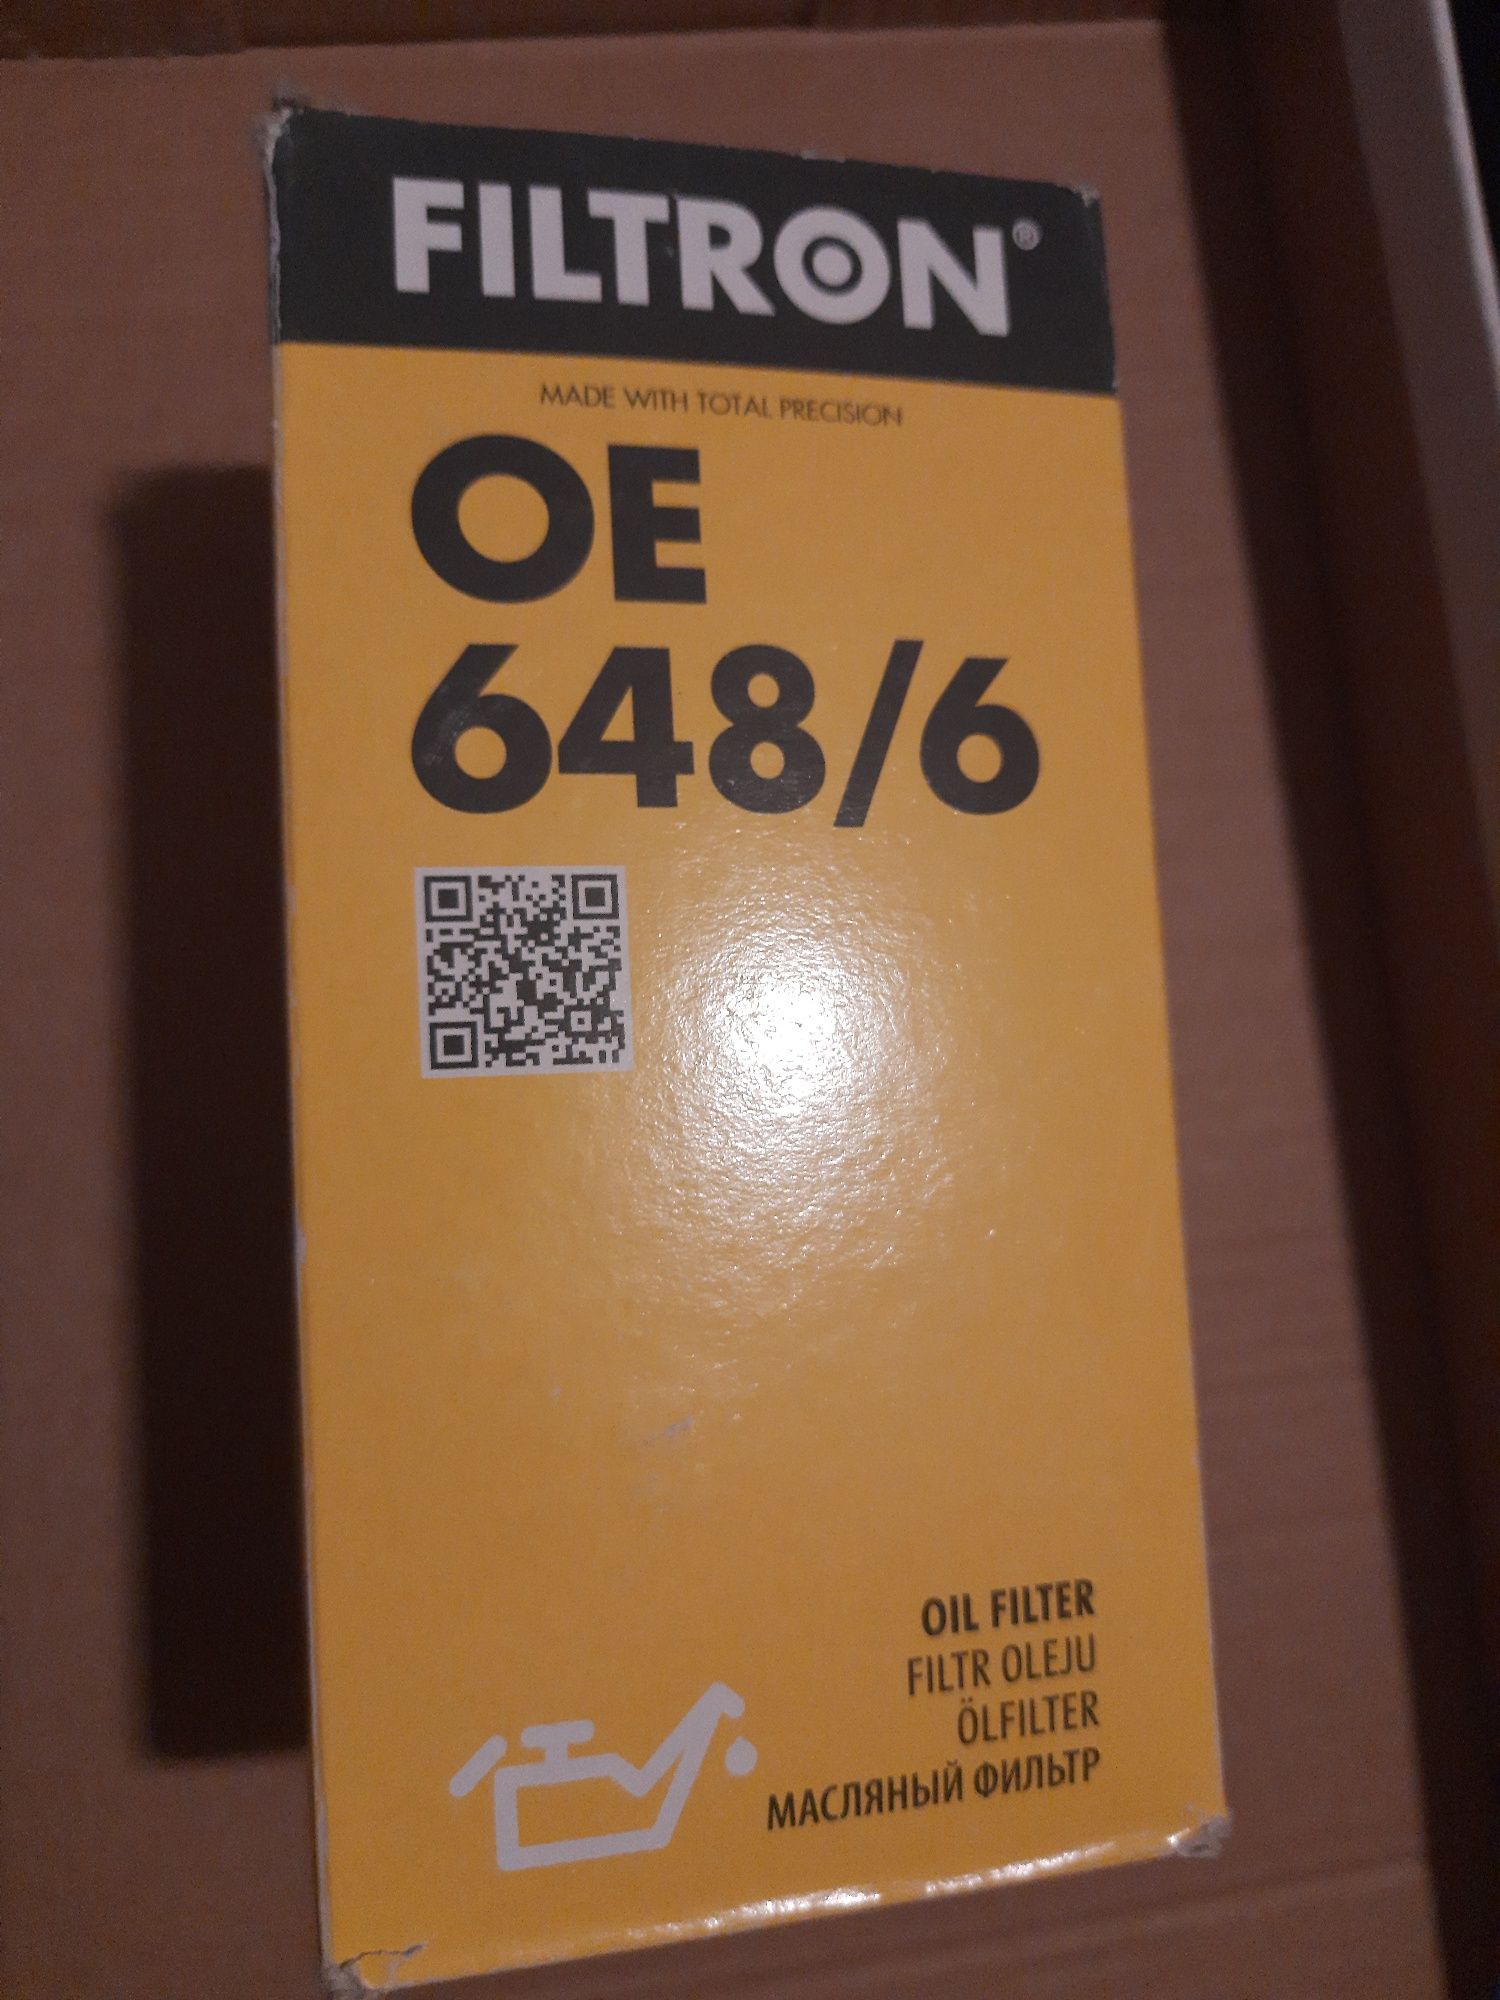 FILTRON®
MADE WITH TOTAL PRECISION
OE
648/6
OIL FILTER
FILTR OLEJU
ÖLFILTER
МАСЛЯНЫЙ ФИЛЬТР